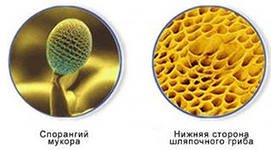 Спорангий
мукора
Нижняя сторона
шляпочного гриба